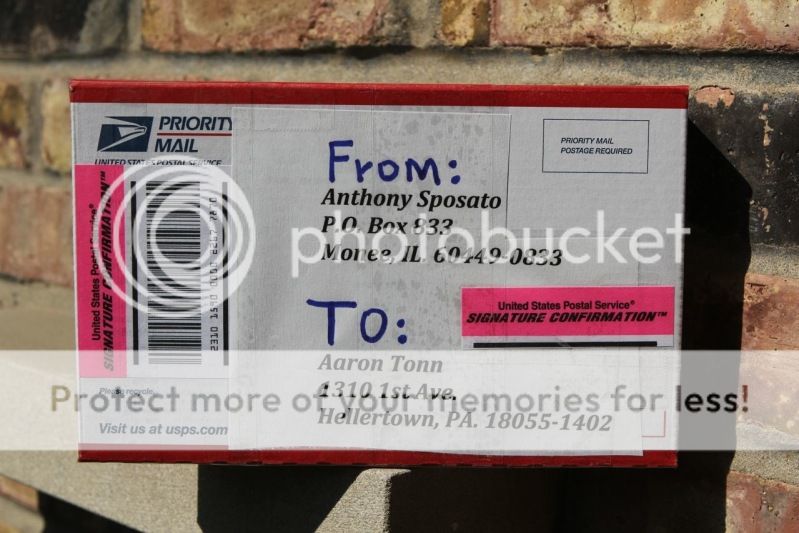 PRIORITY
MAIL
UNITED STATES POSTAL SERVICE
PRIORITY MAIL
POSTAGE REQUIRED
From:
Anthony Sposato
P.O. Box 833
Monee, IL. 60449-0833
photobucket
United States Postal Service®
SIGNATURE CONFIRMATION™
United States Postal Service®
SIGNATURE CONFIRMATION™
TO:
Aaron Tonn
1310 1st Ave.
Hellertown, PA. 18055-1402
Please recycle.
Protect more of your memories for less!
Visit us at usps.com